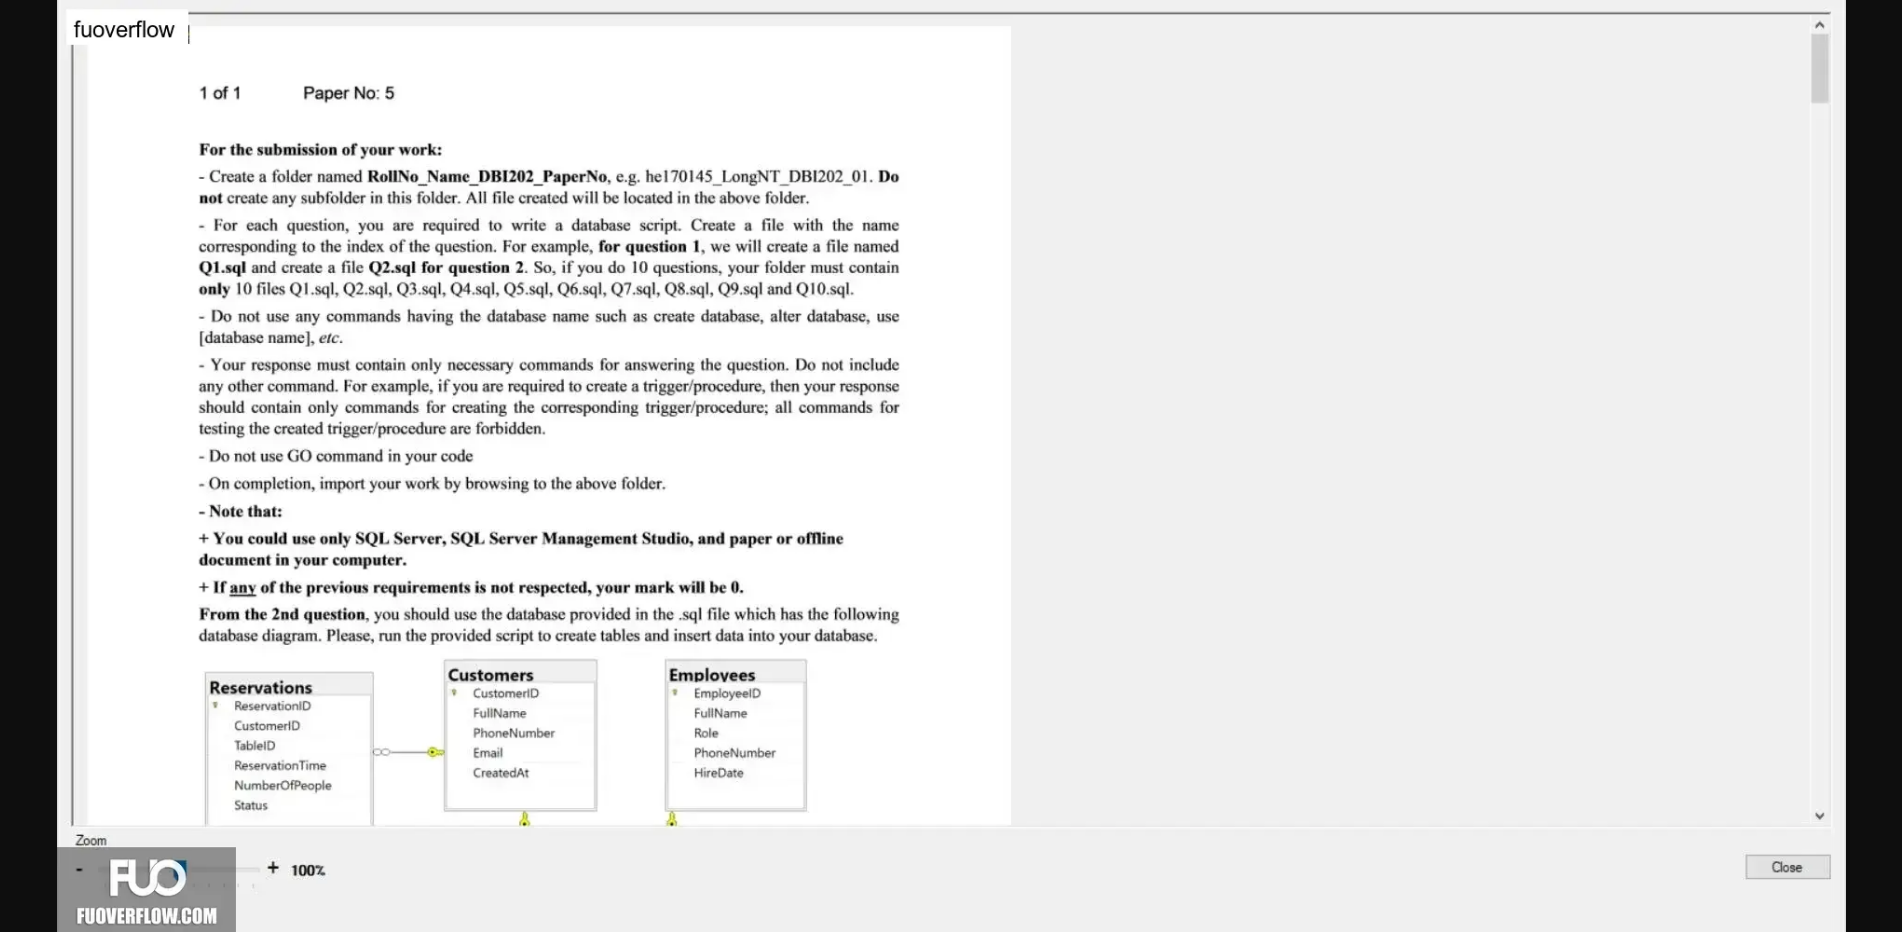 fuoverflow
1 of 1 Paper No: 5
For the submission of your work:
- Create a folder named RollNo_Name_DBI202_PaperNo, e.g. he170145_LongNT_DBI202_01. Do
not create any subfolder in this folder. All file created will be located in the above folder.
- For each question, you are required to write a database script. Create a file with the name
corresponding to the index of the question. For example, for question 1, we will create a file named
Q1.sql and create a file Q2.sql for question 2. So, if you do 10 questions, your folder must contain
only 10 files Q1.sql, Q2.sql, Q3.sql, Q4.sql, Q5.sql, Q6.sql, Q7.sql, Q8.sql, Q9.sql and Q10.sql.
- Do not use any commands having the database name such as create database, alter database, use
[database name], etc.
- Your response must contain only necessary commands for answering the question. Do not include
any other command. For example, if you are required to create a trigger/procedure, then your response
should contain only commands for creating the corresponding trigger/procedure; all commands for
testing the created trigger/procedure are forbidden.
- Do not use GO command in your code
- On completion, import your work by browsing to the above folder.
- Note that:
+ You could use only SQL Server, SQL Server Management Studio, and paper or offline
document in your computer.
+ If any of the previous requirements is not respected, your mark will be 0.
From the 2nd question, you should use the database provided in the .sql file which has the following
database diagram. Please, run the provided script to create tables and insert data into your database.
Reservations
ReservationID
CustomerID
TableID
ReservationTime
NumberOfPeople
Status
Customers
CustomerID
FullName
PhoneNumber
Email
CreatedAt
Employees
EmployeeID
FullName
Role
PhoneNumber
HireDate
Zoom
- + 100%
Close
FUO
FUOVERFLOW.COM